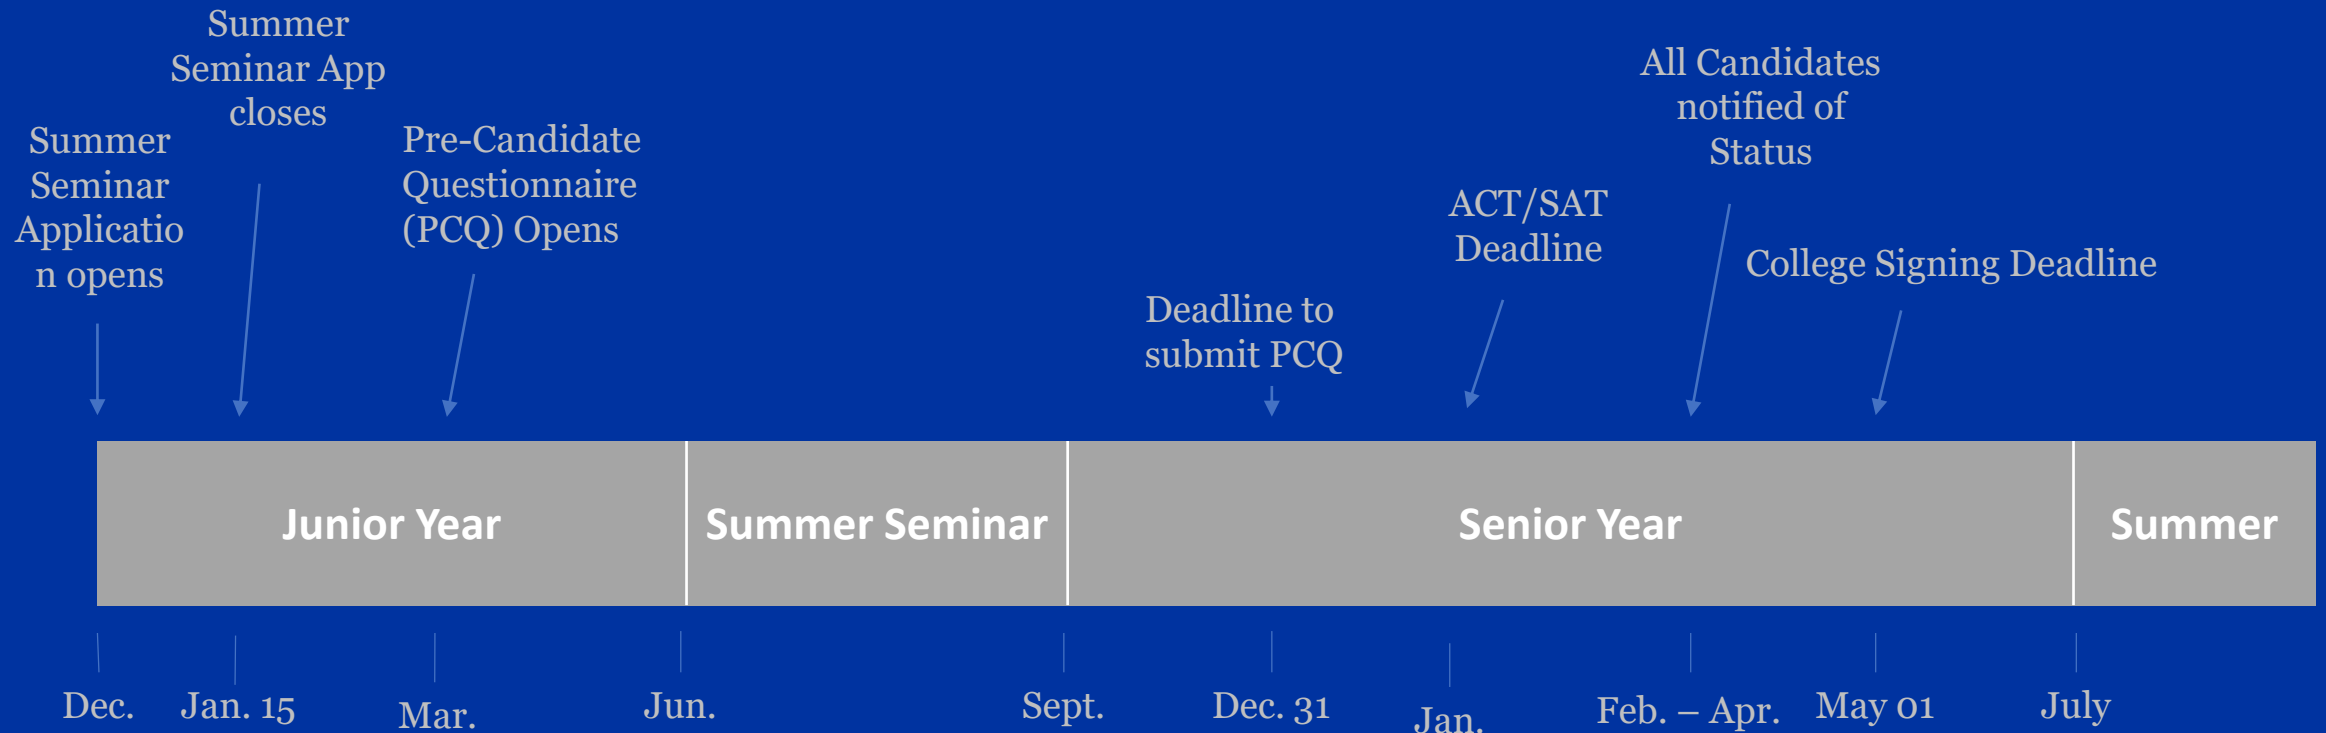 Summer
Seminar App
closes
Summer
Seminar
Applicatio
n opens
Pre-Candidate
Questionnaire
(PCQ) Opens
Deadline to
submit PCQ
ACT/SAT
Deadline
All Candidates
notified of
Status
College Signing Deadline
Junior Year
Summer Seminar
Senior Year
Summer
Dec.
Jan. 15
Mar.
Jun.
Sept.
Dec. 31
Jan.
Feb. – Apr.
May 01
July